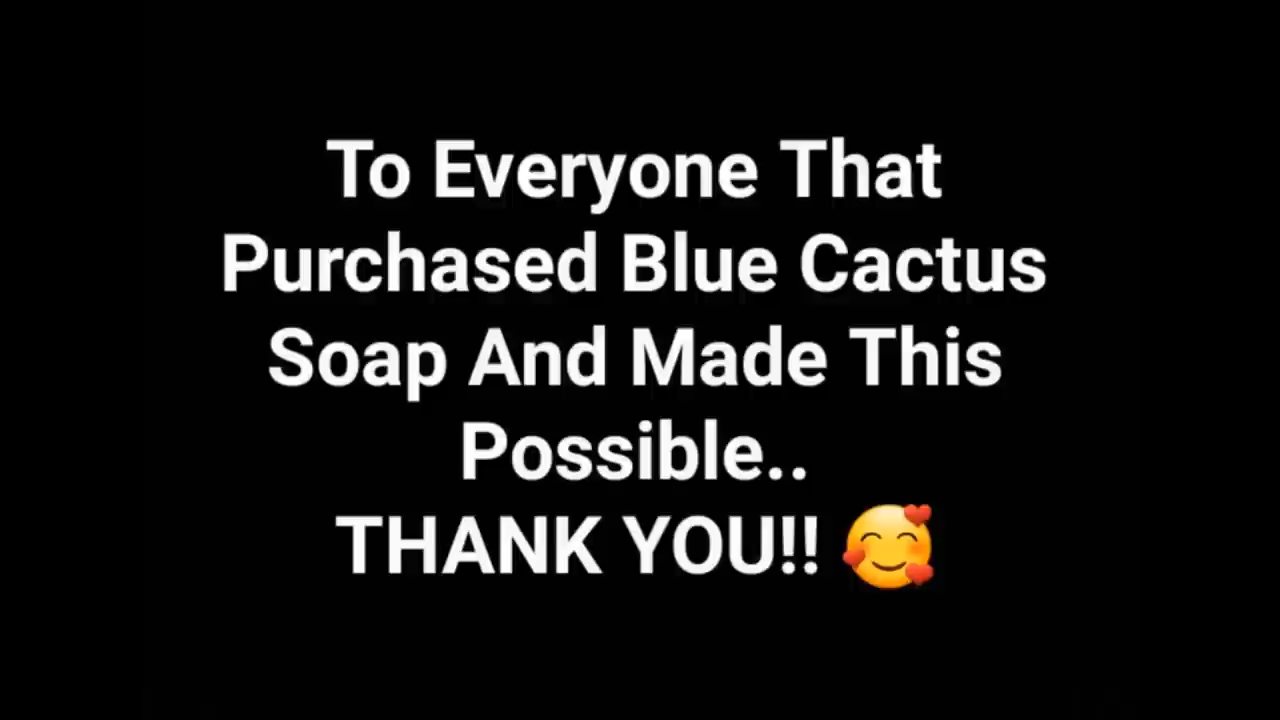 To Everyone That
Purchased Blue Cactus
Soap And Made This
Possible..
THANK YOU!! 🥰